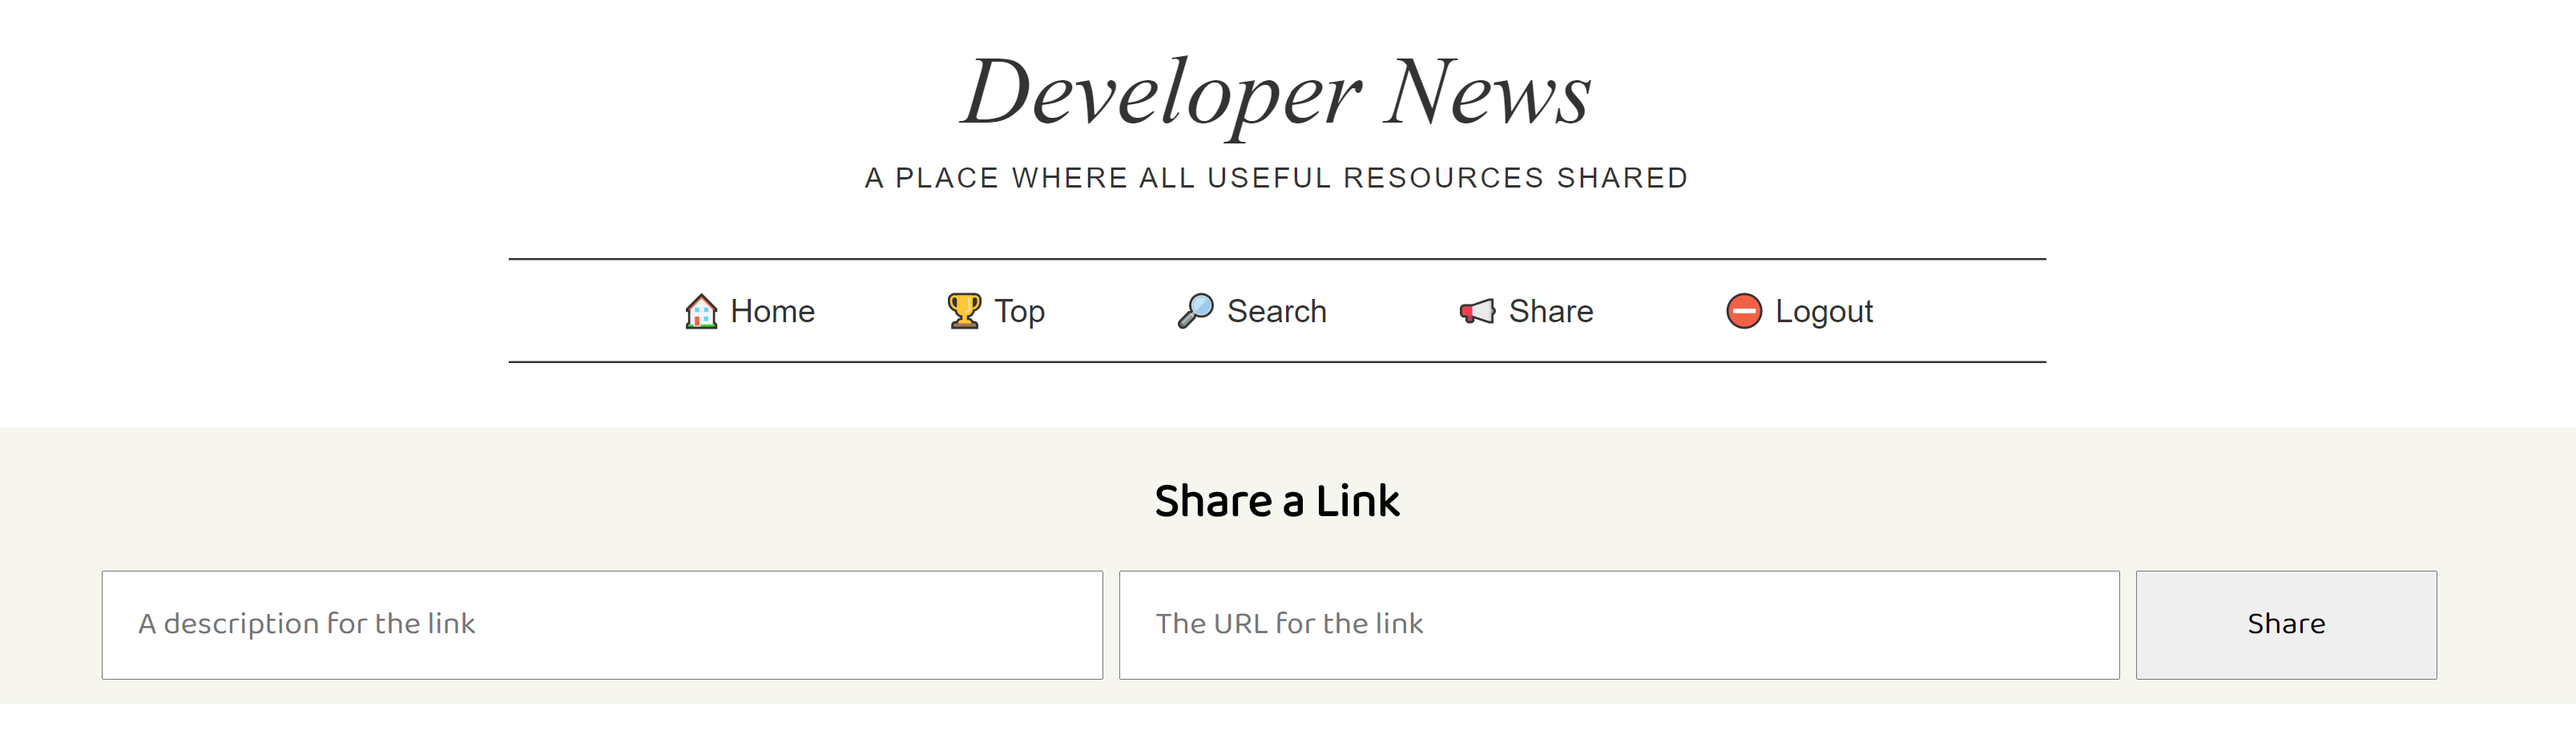 Developer News
A PLACE WHERE ALL USEFUL RESOURCES SHARED
Home Top Search Share Logout
Share a Link
A description for the link The URL for the link Share